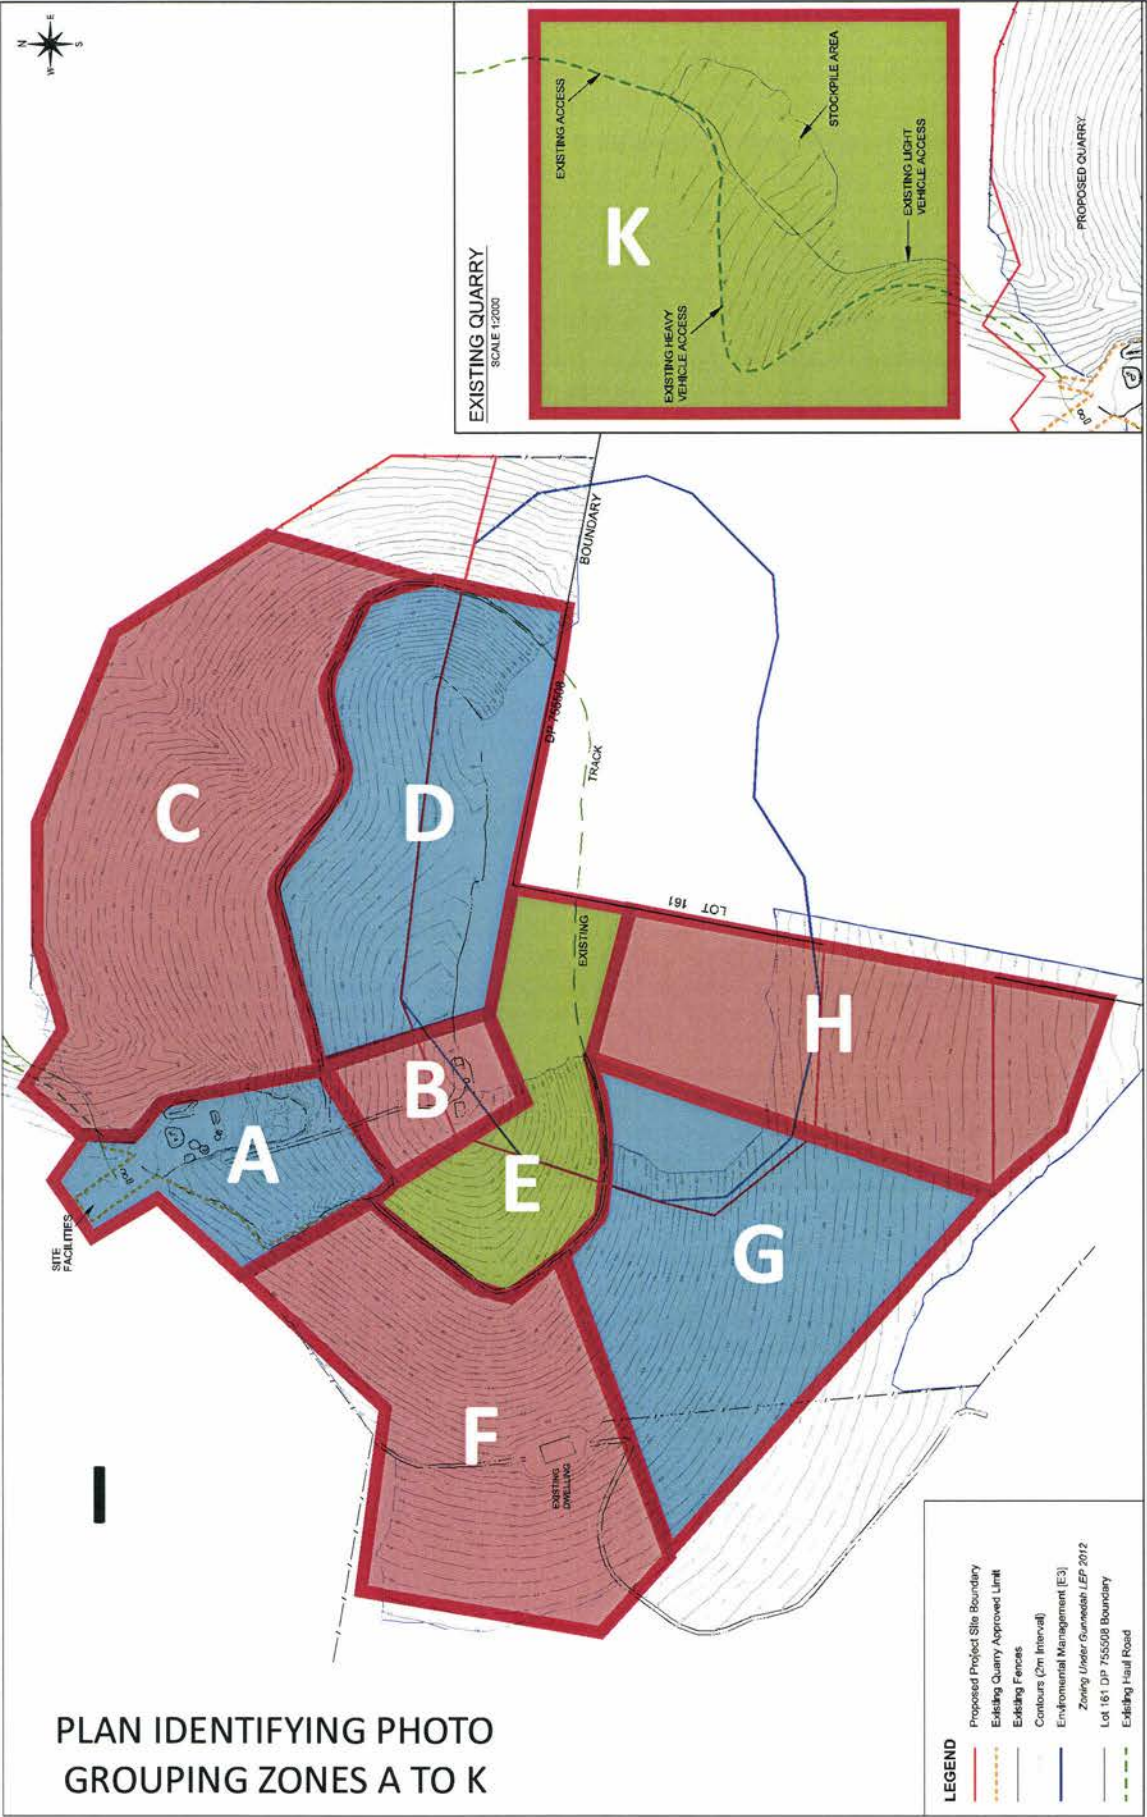 N
E
S
W
EXISTING QUARRY
SCALE 1:2000
EXISTING ACCESS
STOCKPILE AREA
K
EXISTING HEAVY
VEHICLE ACCESS
EXISTING LIGHT
VEHICLE ACCESS
PROPOSED QUARRY
BOUNDARY
C
D
DP 755508
TRACK
EXISTING
LOT 161
B
A
SITE
FACILITIES
E
H
G
F
EXISTING
DWELLING
I
PLAN IDENTIFYING PHOTO
GROUPING ZONES A TO K
LEGEND
Proposed Project Site Boundary
Existing Quarry Approved Limit
Existing Fences
Contours (2m Interval)
Enviromental Management [E3]
Zoning Under Gunnedah LEP 2012
Lot 161 DP 755508 Boundary
Existing Haul Road